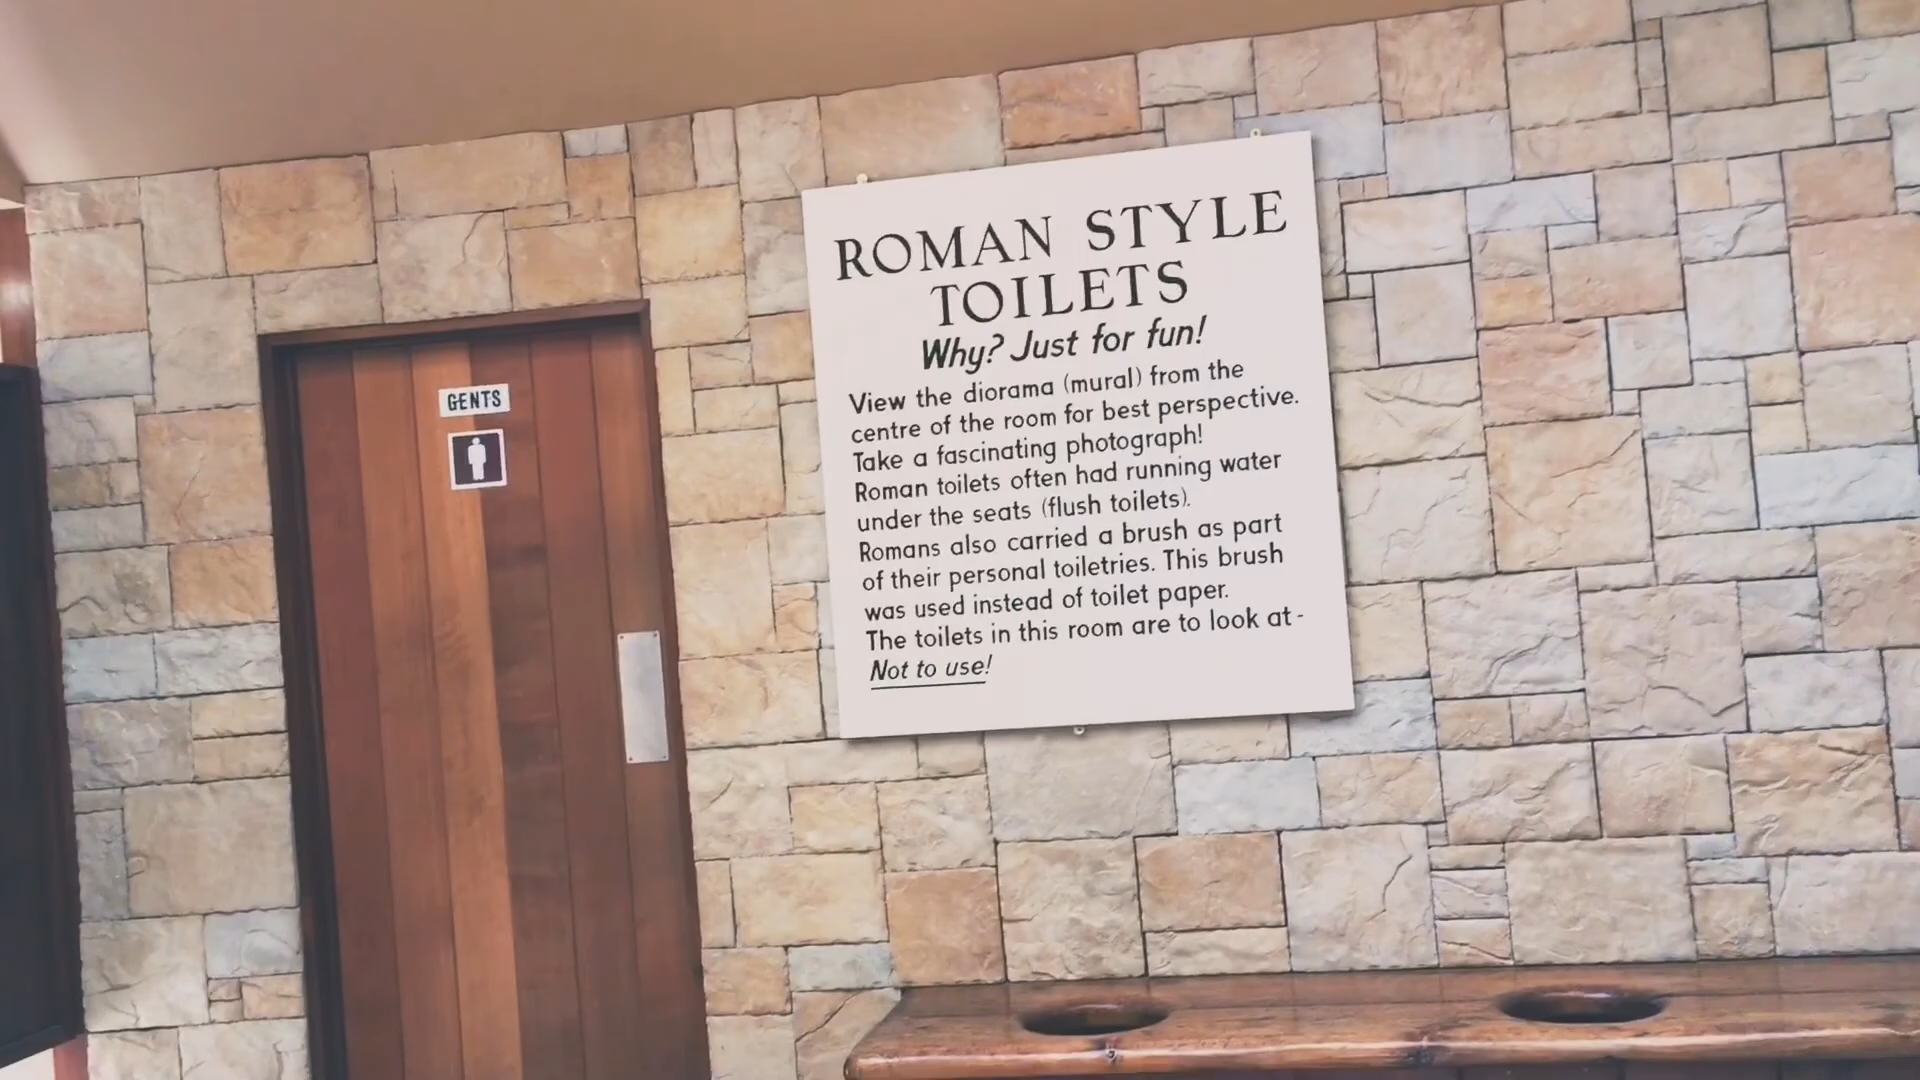 GENTS
ROMAN STYLE
TOILETS
Why? Just for fun!
View the diorama (mural) from the
centre of the room for best perspective.
Take a fascinating photograph!
Roman toilets often had running water
under the seats (flush toilets).
Romans also carried a brush as part
of their personal toiletries. This brush
was used instead of toilet paper.
The toilets in this room are to look at -
Not to use!